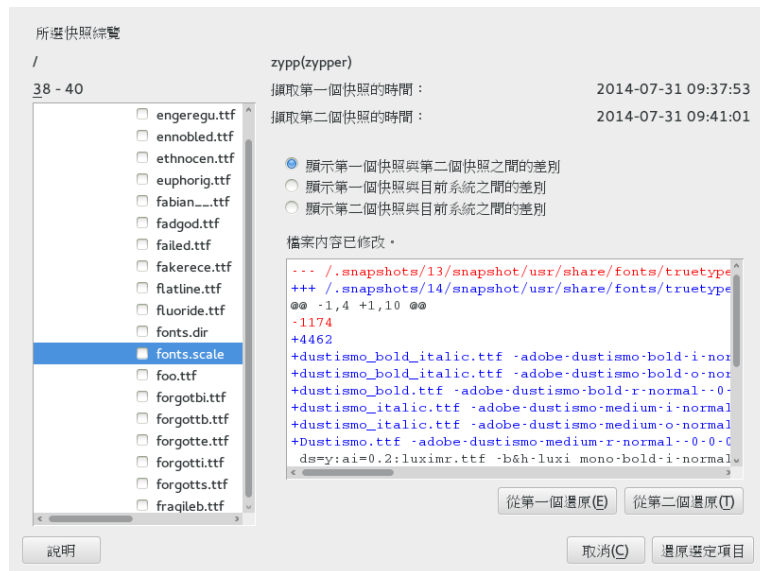 所選快照綜覽
/
38 - 40
engeregu.ttf
ennobled.ttf
ethnocen.ttf
euphorig.ttf
fabian__.ttf
fadgod.ttf
failed.ttf
fakerece.ttf
flatline.ttf
fluoride.ttf
fonts.dir
fonts.scale
foo.ttf
forgotbi.ttf
forgottb.ttf
forgotte.ttf
forgotti.ttf
forgotts.ttf
fragileb.ttf
zypp(zypper)
擷取第一個快照的時間： 2014-07-31 09:37:53
擷取第二個快照的時間： 2014-07-31 09:41:01
顯示第一個快照與第二個快照之間的差別
顯示第一個快照與目前系統之間的差別
顯示第二個快照與目前系統之間的差別
檔案內容已修改。
--- /.snapshots/13/snapshot/usr/share/fonts/truetype
+++ /.snapshots/14/snapshot/usr/share/fonts/truetype
@@ -1,4 +1,10 @@
-1174
+4462
+dustismo_bold_italic.ttf -adobe-dustismo-bold-i-nor
+dustismo_bold_italic.ttf -adobe-dustismo-bold-o-nor
+dustismo_bold.ttf -adobe-dustismo-bold-r-normal--0-
+dustismo_italic.ttf -adobe-dustismo-medium-i-normal
+dustismo_italic.ttf -adobe-dustismo-medium-o-normal
+Dustismo.ttf -adobe-dustismo-medium-r-normal--0-0-0
ds=y:ai=0.2:luximr.ttf -b&h-luxi mono-bold-i-normal
從第一個還原(E) 從第二個還原(T)
說明 取消(C) 還原選定項目